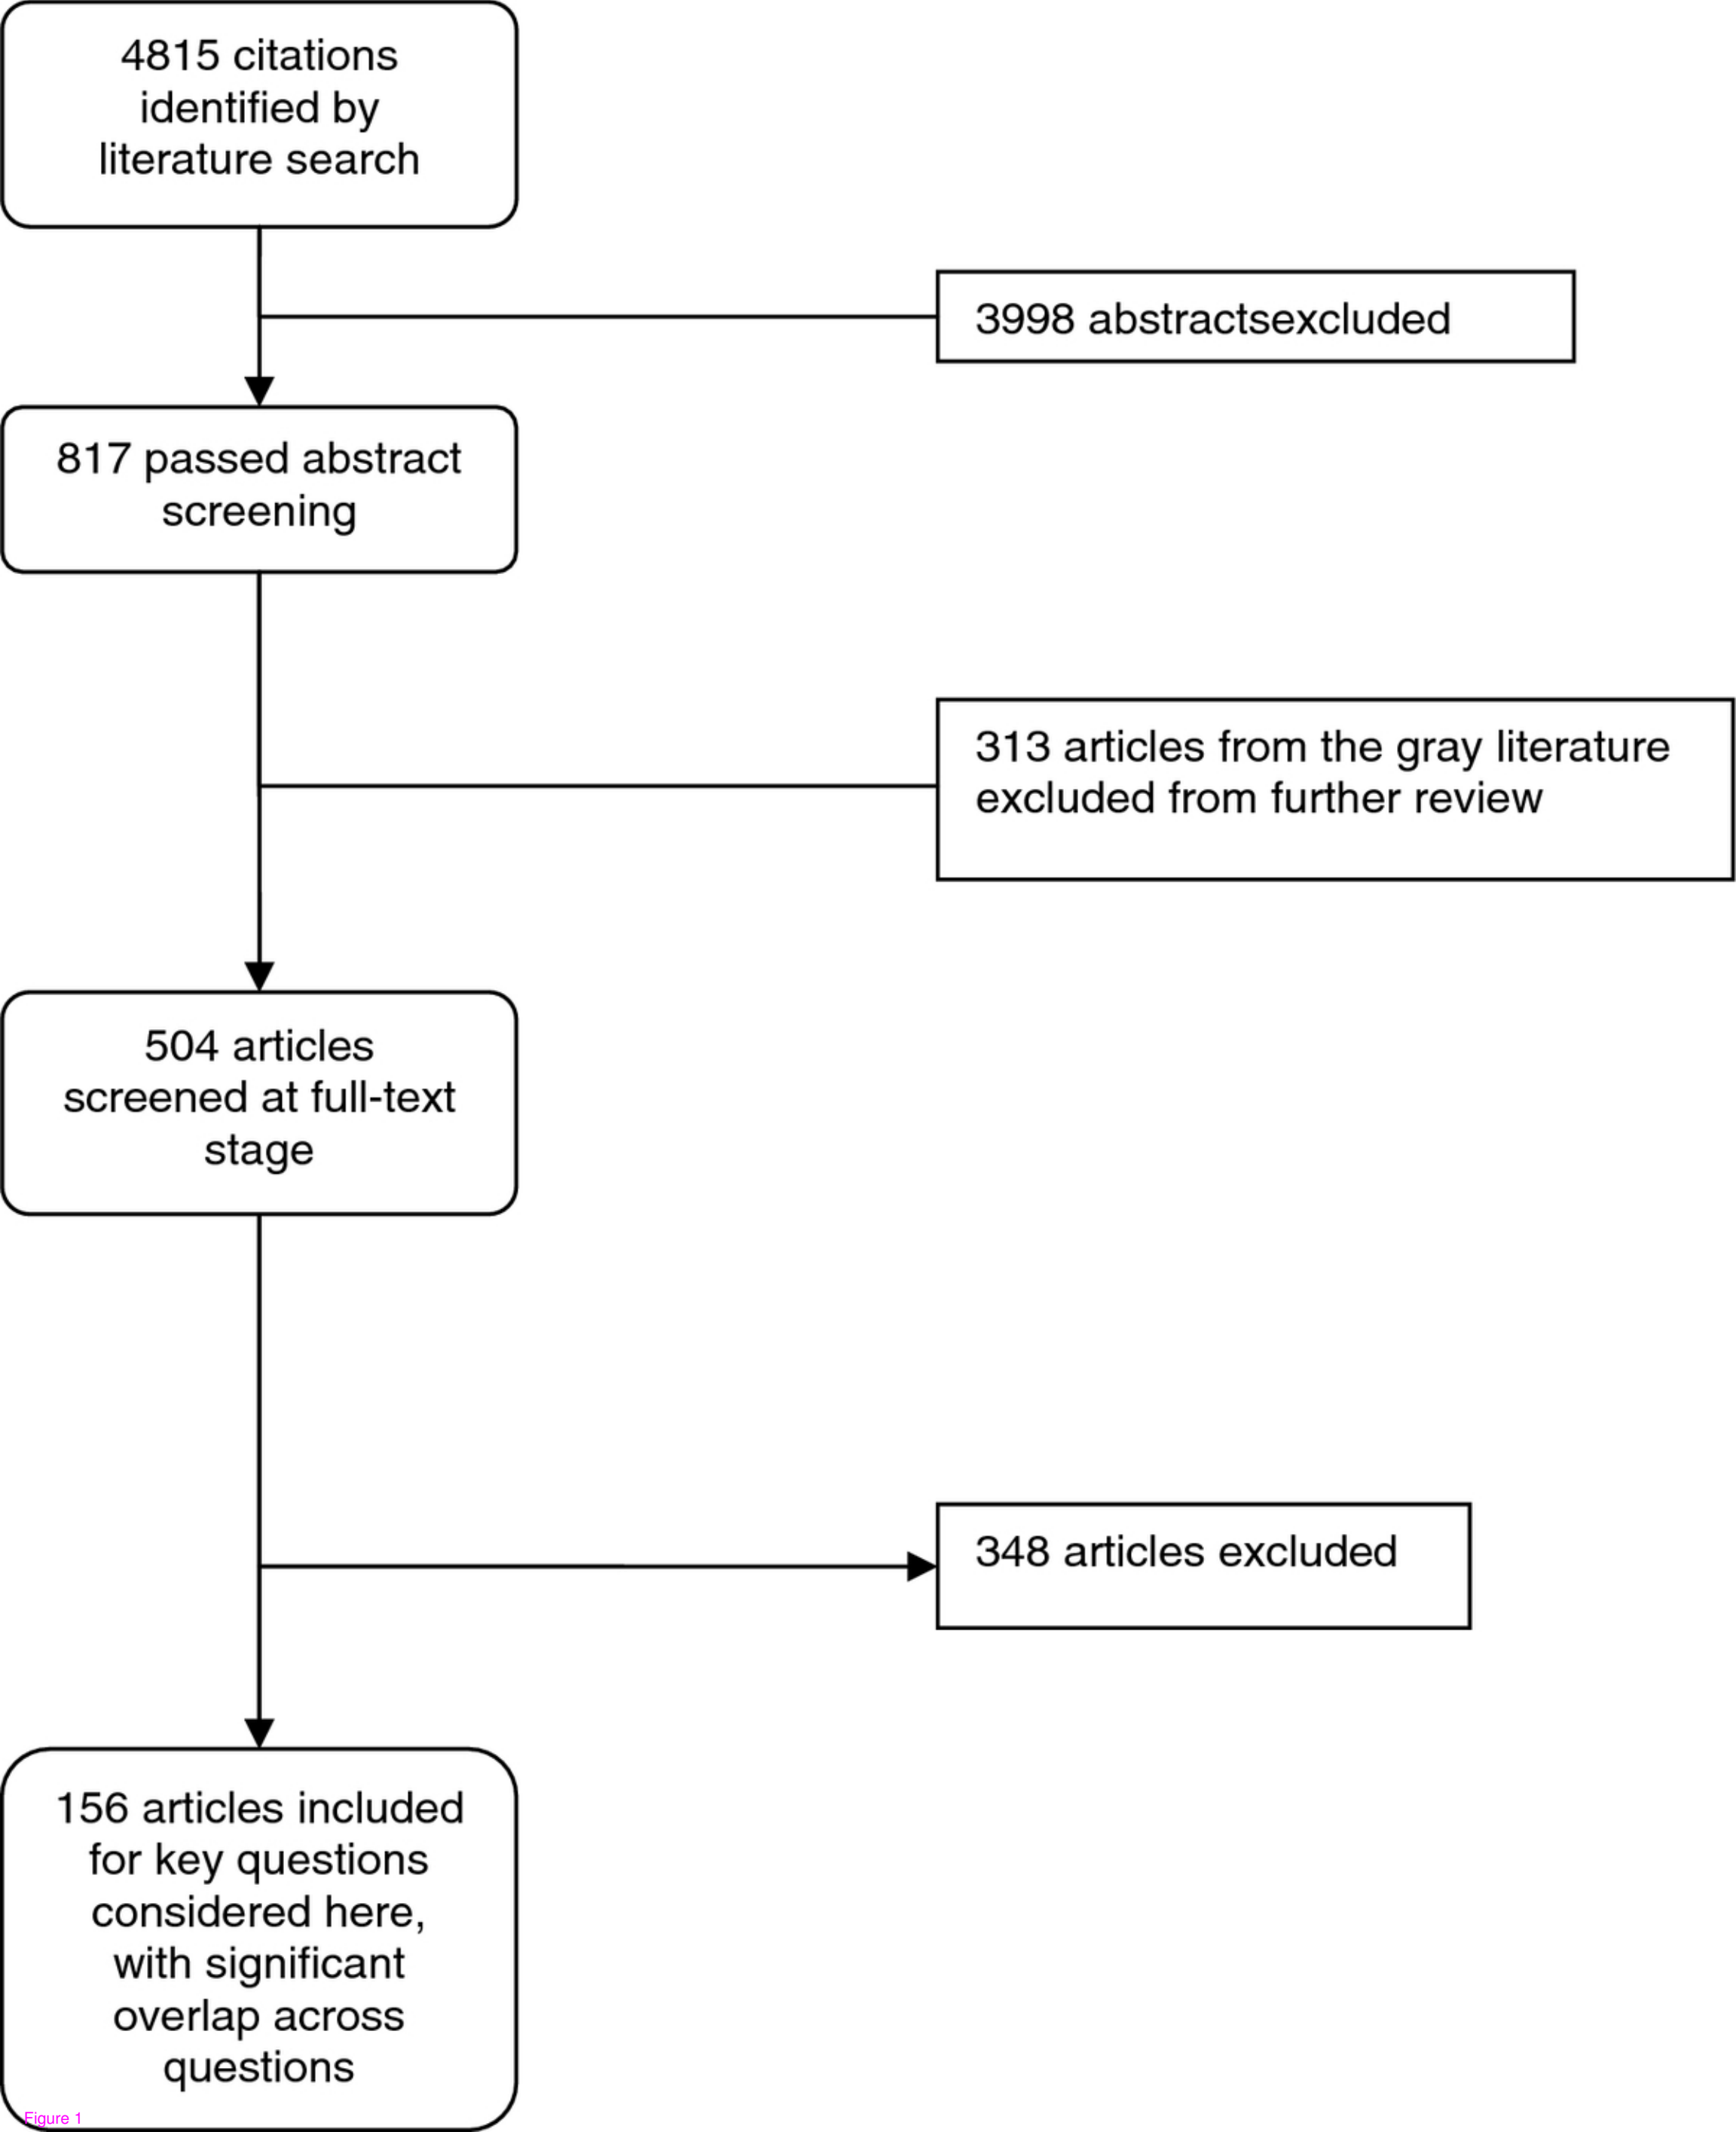 4815 citations
identified by
literature search
3998 abstractsexcluded
817 passed abstract
screening
313 articles from the gray literature
excluded from further review
504 articles
screened at full-text
stage
348 articles excluded
156 articles included
for key questions
considered here,
with significant
overlap across
questions
Figure 1